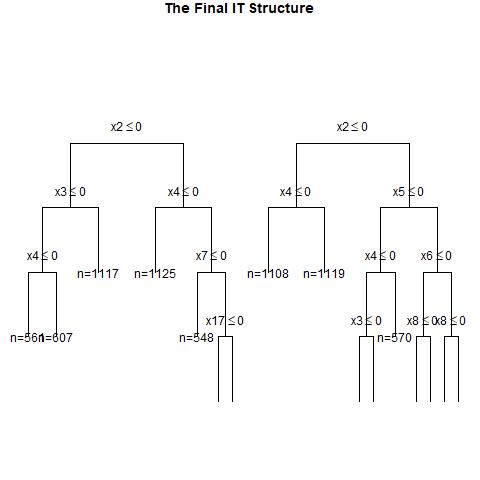 The Final IT Structure
x2 ≤ 0 x2 ≤ 0
x3 ≤ 0 x4 ≤ 0 x4 ≤ 0 x5 ≤ 0
x4 ≤ 0 n=1117 n=1125 x7 ≤ 0 n=1108 n=1119 x4 ≤ 0 x6 ≤ 0
n=561 n=607 n=548 x17 ≤ 0 x3 ≤ 0 n=570 x8 ≤ 0 x8 ≤ 0